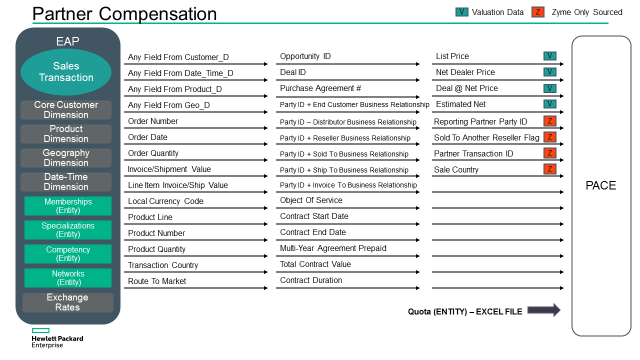 Partner Compensation
V Valuation Data
Z Zyme Only Sourced
EAP
Sales
Transaction
Core Customer
Dimension
Product
Dimension
Geography
Dimension
Date-Time
Dimension
Memberships
(Entity)
Specializations
(Entity)
Competency
(Entity)
Networks
(Entity)
Exchange
Rates
Any Field From Customer_D
Any Field From Date_Time_D
Any Field From Product_D
Any Field From Geo_D
Order Number
Order Date
Order Quantity
Invoice/Shipment Value
Line Item Invoice/Ship Value
Local Currency Code
Product Line
Product Number
Product Quantity
Transaction Country
Route To Market
Opportunity ID
Deal ID
Purchase Agreement #
Party ID + End Customer Business Relationship
Party ID – Distributor Business Relationship
Party ID + Reseller Business Relationship
Party ID + Sold To Business Relationship
Party ID + Ship To Business Relationship
Party ID + Invoice To Business Relationship
Object Of Service
Contract Start Date
Contract End Date
Multi-Year Agreement Prepaid
Total Contract Value
Contract Duration
List Price V
Net Dealer Price V
Deal @ Net Price V
Estimated Net V
Reporting Partner Party ID Z
Sold To Another Reseller Flag Z
Partner Transaction ID Z
Sale Country Z
Quota (ENTITY) – EXCEL FILE
PACE
Hewlett Packard
Enterprise